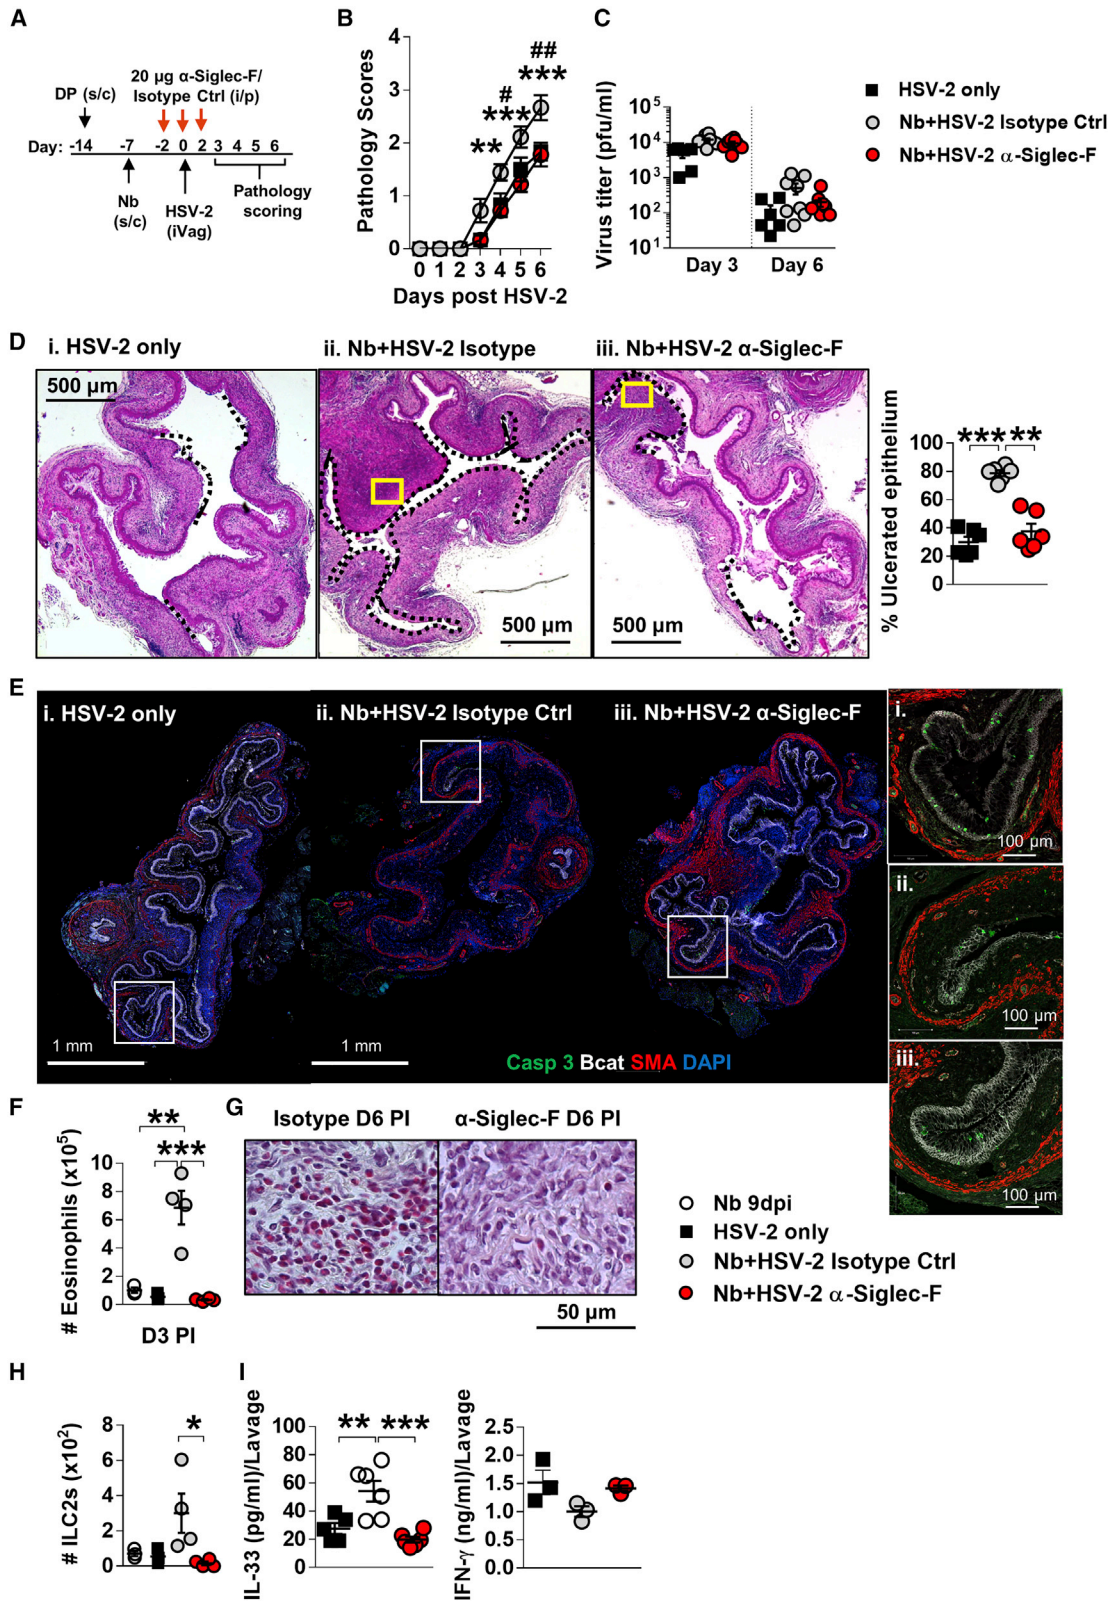 A
DP (s/c)
20 µg α-Siglec-F/
Isotype Ctrl (i/p)
Day: -14 -7 -2 0 2 3 4 5 6
Nb
(s/c)
HSV-2
(iVag)
Pathology
scoring
B
Pathology Scores
4
3
2
1
0
##
***
#
***
**
0 1 2 3 4 5 6
Days post HSV-2
C
Virus titer (pfu/ml)
10^5
10^4
10^3
10^2
10^1
Day 3 Day 6
HSV-2 only
Nb+HSV-2 Isotype Ctrl
Nb+HSV-2 α-Siglec-F
D
i. HSV-2 only
500 µm
ii. Nb+HSV-2 Isotype
500 µm
iii. Nb+HSV-2 α-Siglec-F
500 µm
% Ulcerated epithelium
100
80
60
40
20
0
*** **
E
i. HSV-2 only
1 mm
ii. Nb+HSV-2 Isotype Ctrl
1 mm
iii. Nb+HSV-2 α-Siglec-F
Casp 3 Bcat SMA DAPI
i.
100 µm
ii.
100 µm
iii.
100 µm
F
# Eosinophils (x10^5)
10
8
6
4
2
0
**
***
D3 PI
G
Isotype D6 PI
α-Siglec-F D6 PI
50 µm
Nb 9dpi
HSV-2 only
Nb+HSV-2 Isotype Ctrl
Nb+HSV-2 α-Siglec-F
H
# ILC2s (x10^2)
8
6
4
2
0
*
I
IL-33 (pg/ml)/Lavage
100
80
60
40
20
0
** ***
IFN-γ (ng/ml)/Lavage
2.5
2.0
1.5
1.0
0.5
0.0